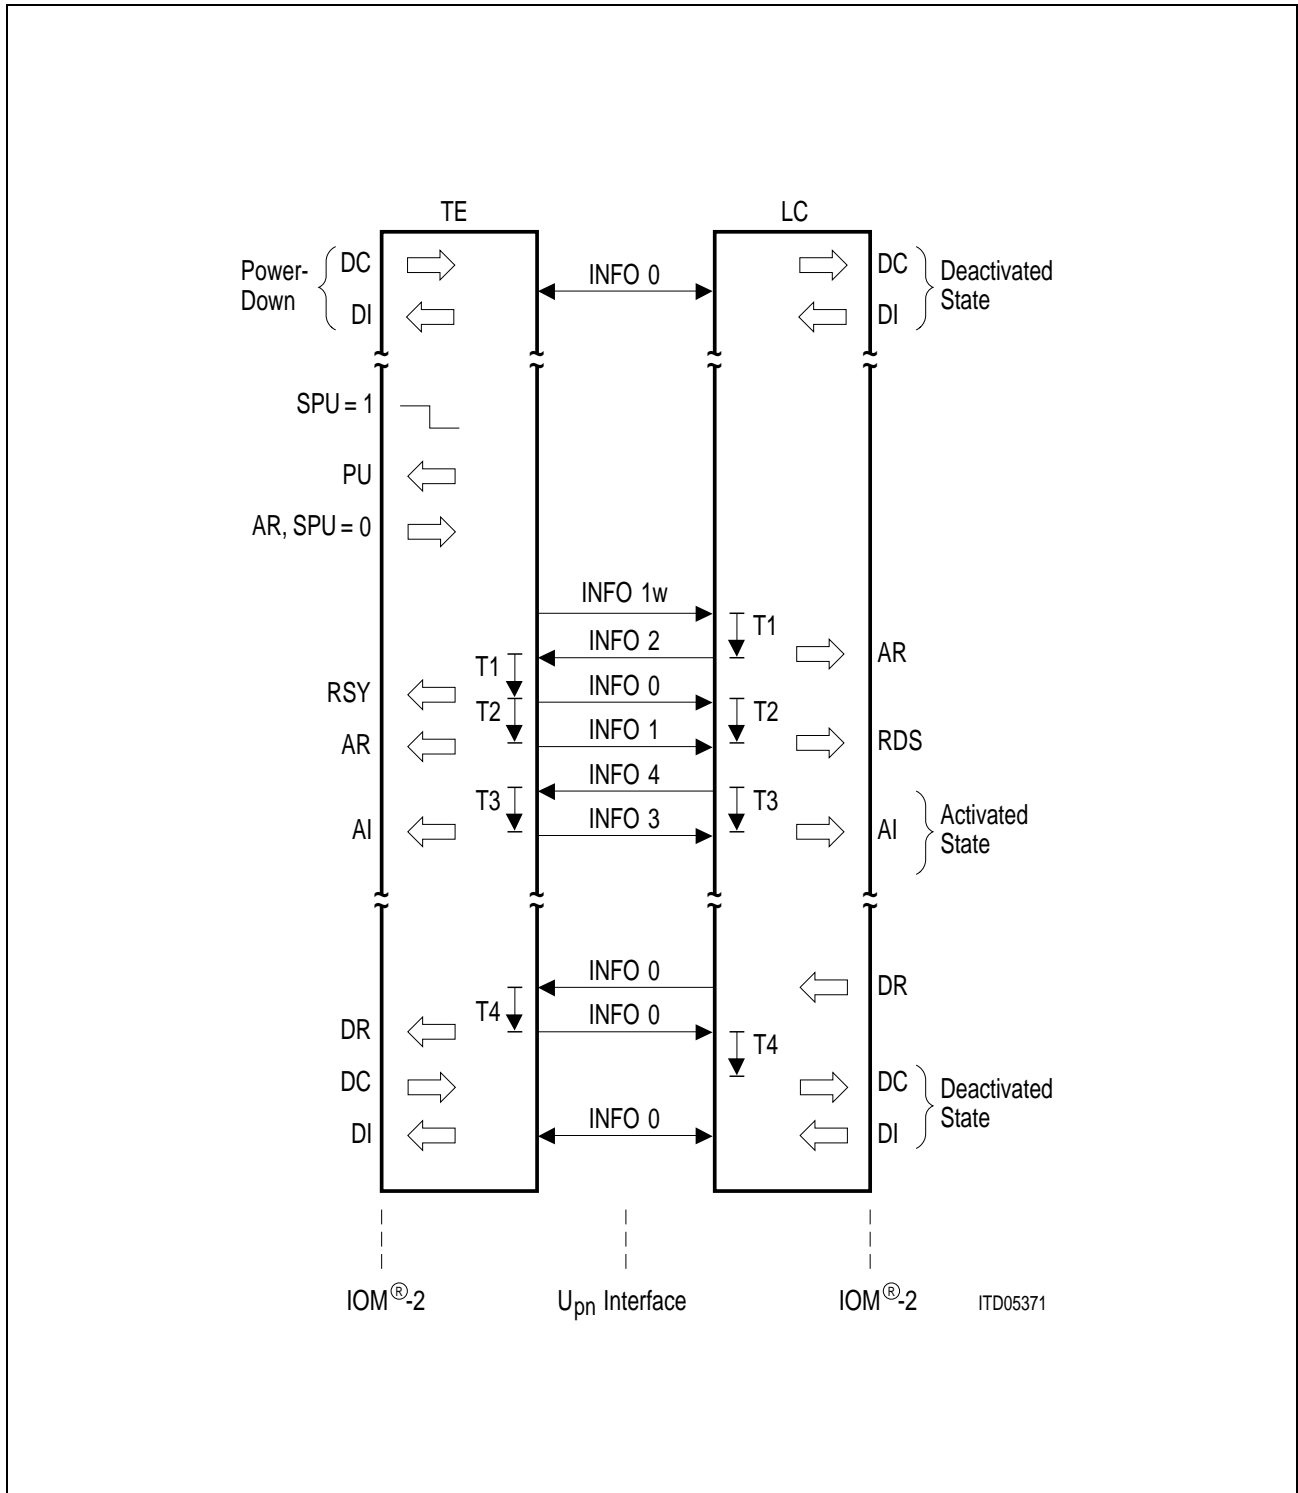 TE LC
Power-
Down
DC
DI
INFO 0
DC
DI
Deactivated
State
SPU = 1
PU
AR, SPU = 0
INFO 1w
T1
INFO 2
AR
T1
RSY
INFO 0
T2
T2
INFO 1
AR
RDS
INFO 4
T3
T3
INFO 3
AI
AI
Activated
State
INFO 0
DR
T4
INFO 0
DR
T4
DC
DC
Deactivated
State
DI
INFO 0
DI
IOM®-2 Upn Interface IOM®-2 ITD05371